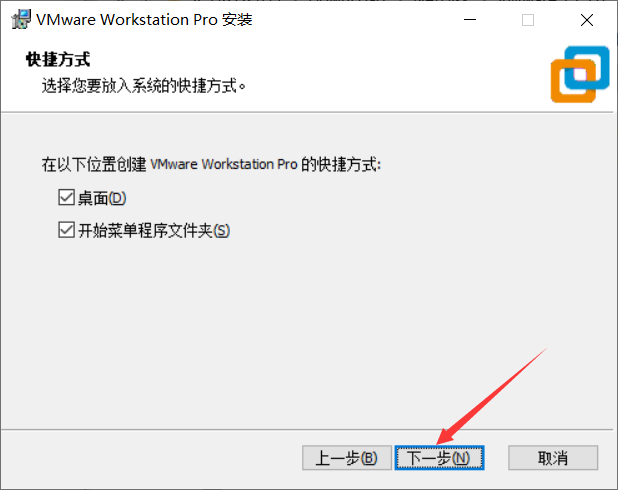 VMware Workstation Pro 安装
快捷方式
选择您要放入系统的快捷方式。
在以下位置创建 VMware Workstation Pro 的快捷方式:
桌面(D)
开始菜单程序文件夹(S)
上一步(B) 下一步(N) 取消